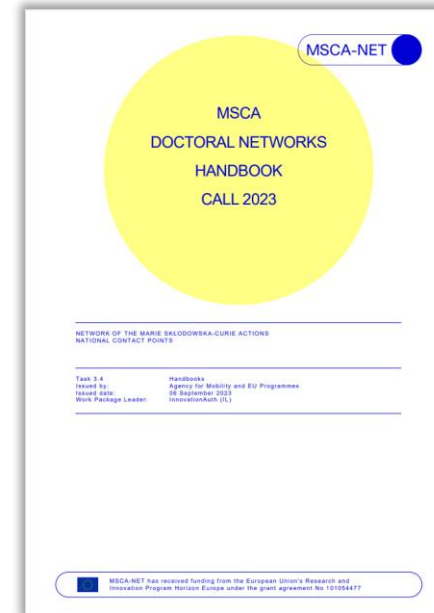 MSCA-NET
MSCA
DOCTORAL NETWORKS
HANDBOOK
CALL 2023
NETWORK OF THE MARIE SKŁODOWSKA-CURIE ACTIONS
NATIONAL CONTACT POINTS
Task 3.4 Handbooks
Issued by: Agency for Mobility and EU Programmes
Issued date: 06 September 2023
Work Package Leader: InnovationAuth (IL)
MSCA-NET has received funding from the European Union's Research and
Innovation Program Horizon Europe under the grant agreement No 101054477